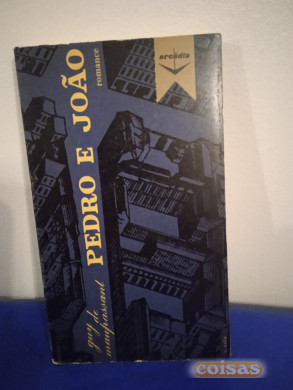 arcádia
PEDRO E JOÃO
romance
guy de
maupassant
coisas